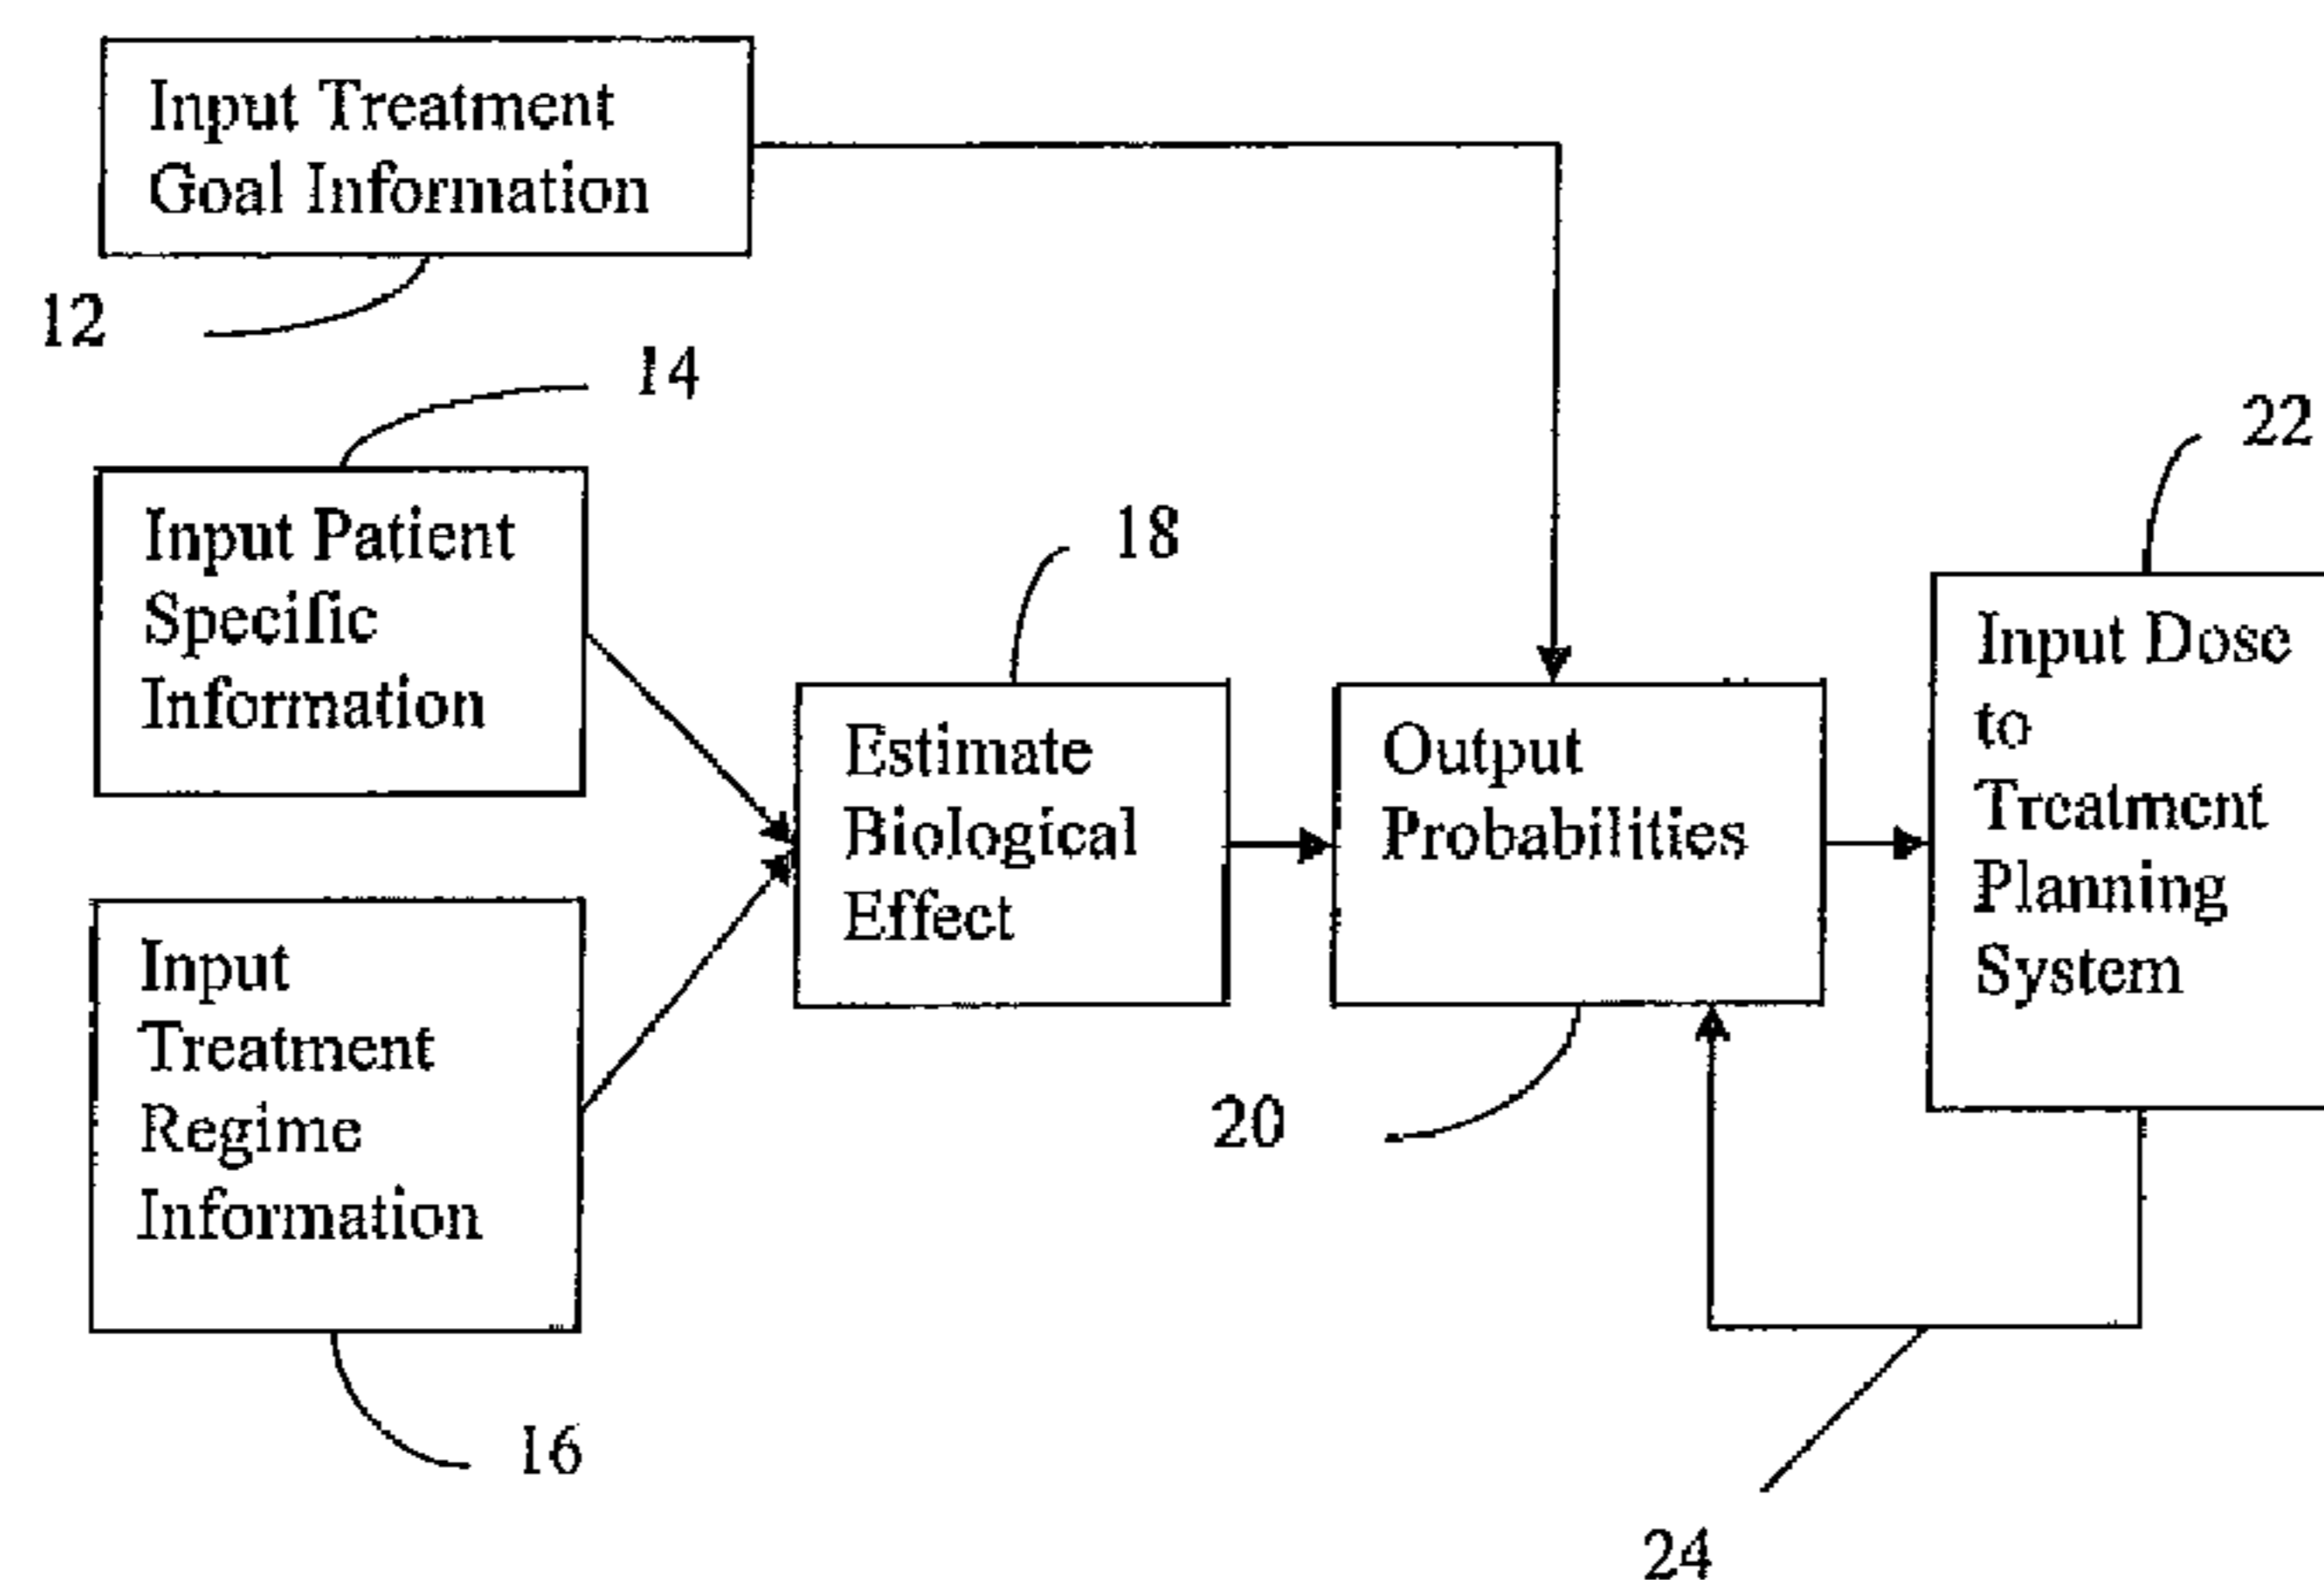 Input Treatment
Goal Information
12
14
Input Patient
Specific
Information
Input
Treatment
Regime
Information
16
18
Estimate
Biological
Effect
Output
Probabilities
20
22
Input Dose
to
Treatment
Planning
System
24